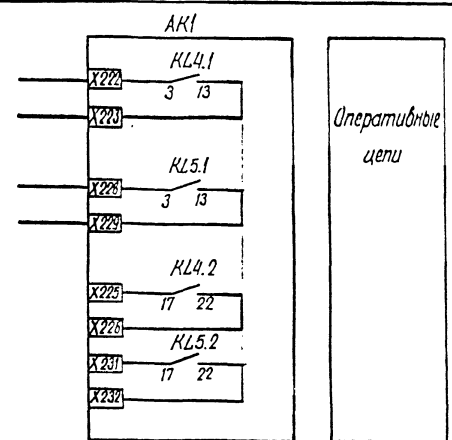 АК1
X222
KL4.1
3 13
X223
Оперативные
цепи
KL5.1
X228
3 13
X229
KL4.2
X225
17 22
X226
KL5.2
X231
17 22
X232